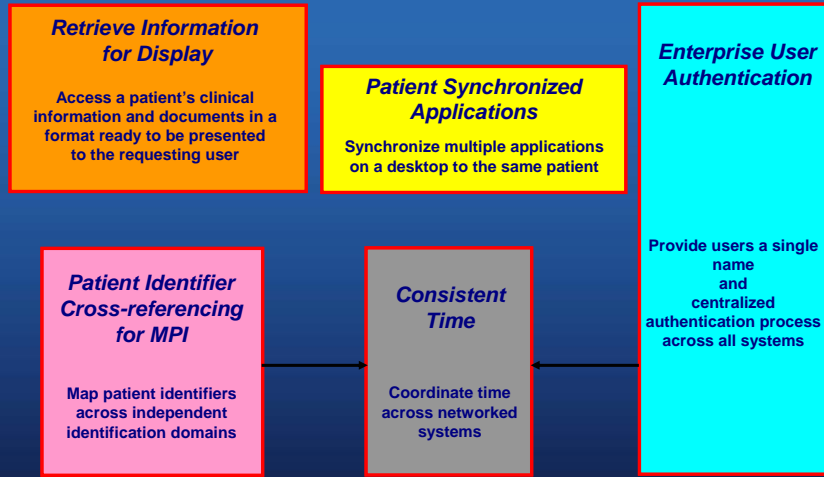 Retrieve Information
for Display
Access a patient's clinical
information and documents in a
format ready to be presented
to the requesting user
Patient Synchronized
Applications
Synchronize multiple applications
on a desktop to the same patient
Enterprise User
Authentication
Provide users a single
name
and
centralized
authentication process
across all systems
Patient Identifier
Cross-referencing
for MPI
Map patient identifiers
across independent
identification domains
Consistent
Time
Coordinate time
across networked
systems